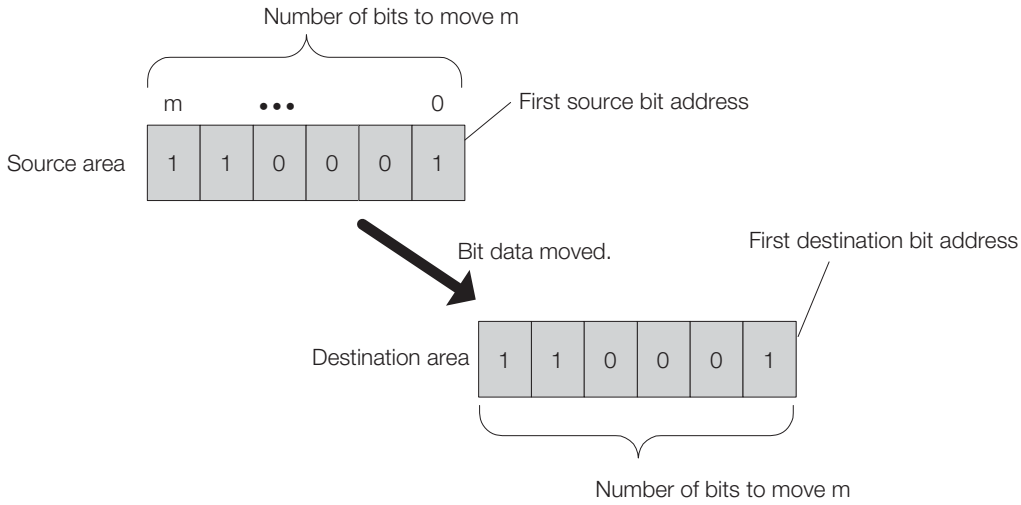 Number of bits to move m
m ••• 0
First source bit address
Source area 1 1 0 0 0 1
Bit data moved.
First destination bit address
Destination area 1 1 0 0 0 1
Number of bits to move m